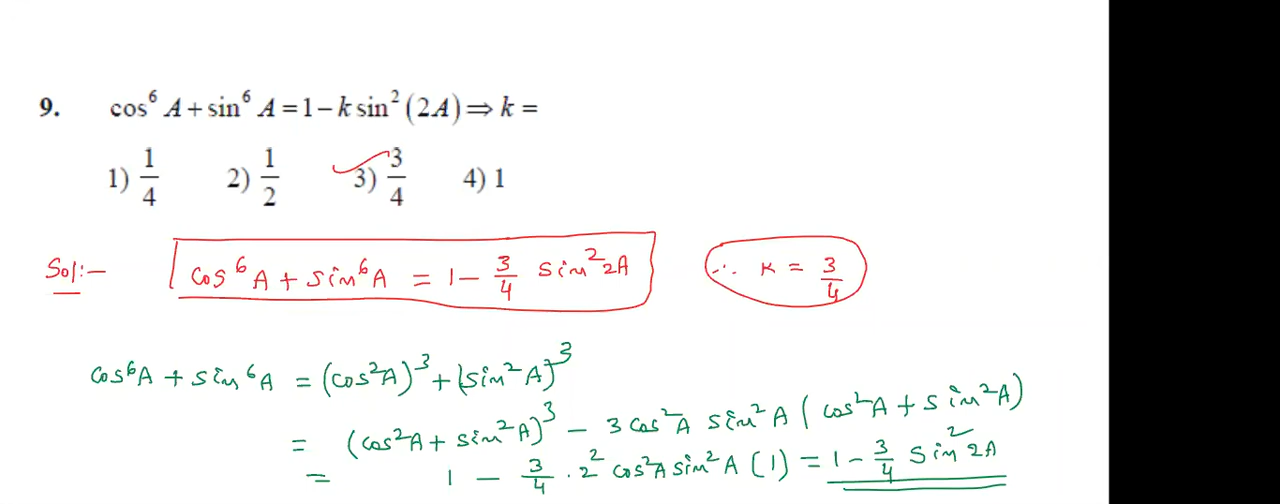 9. cos⁶ A + sin⁶ A = 1 − k sin² (2A) ⇒ k =
1) 1/4 2) 1/2 3) 3/4 4) 1
Sol:- cos⁶A + sin⁶A = 1 − 3/4 sin²2A ∴ K = 3/4
cos⁶A + sin⁶A = (cos²A)³ + (sin²A)³
= (cos²A + sin²A)³ − 3 cos²A sin²A (cos²A + sin²A)
= 1 − 3/4 · 2² cos²A sin²A (1) = 1 − 3/4 sin²2A